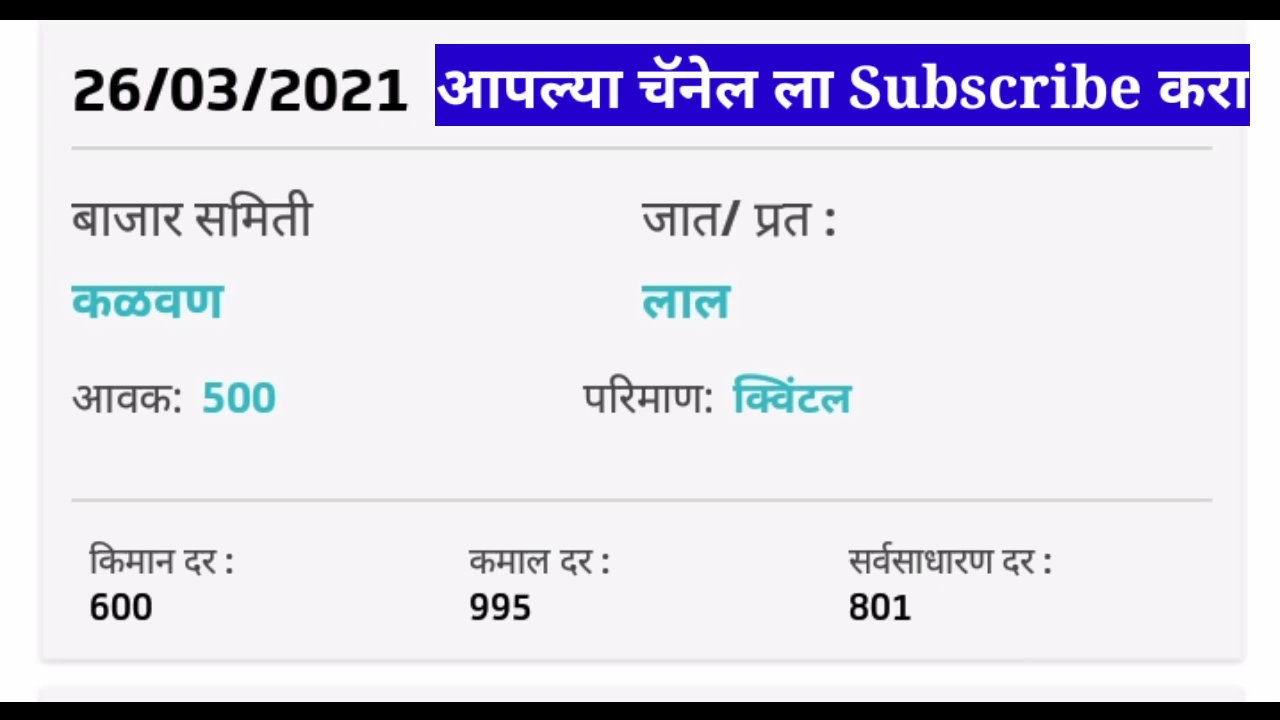 26/03/2021 आपल्या चॅनेल ला Subscribe करा
बाजार समिती जात/ प्रत :
कळवण लाल
आवक: 500 परिमाण: क्विंटल
किमान दर : कमाल दर : सर्वसाधारण दर :
600 995 801